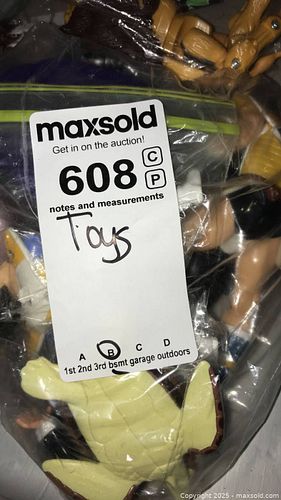 maxsold
Get in on the auction!
608 C
P
notes and measurements
Toys
A B C D
1st 2nd 3rd bsmt garage outdoors
Copyright © 2025 - maxsold.com